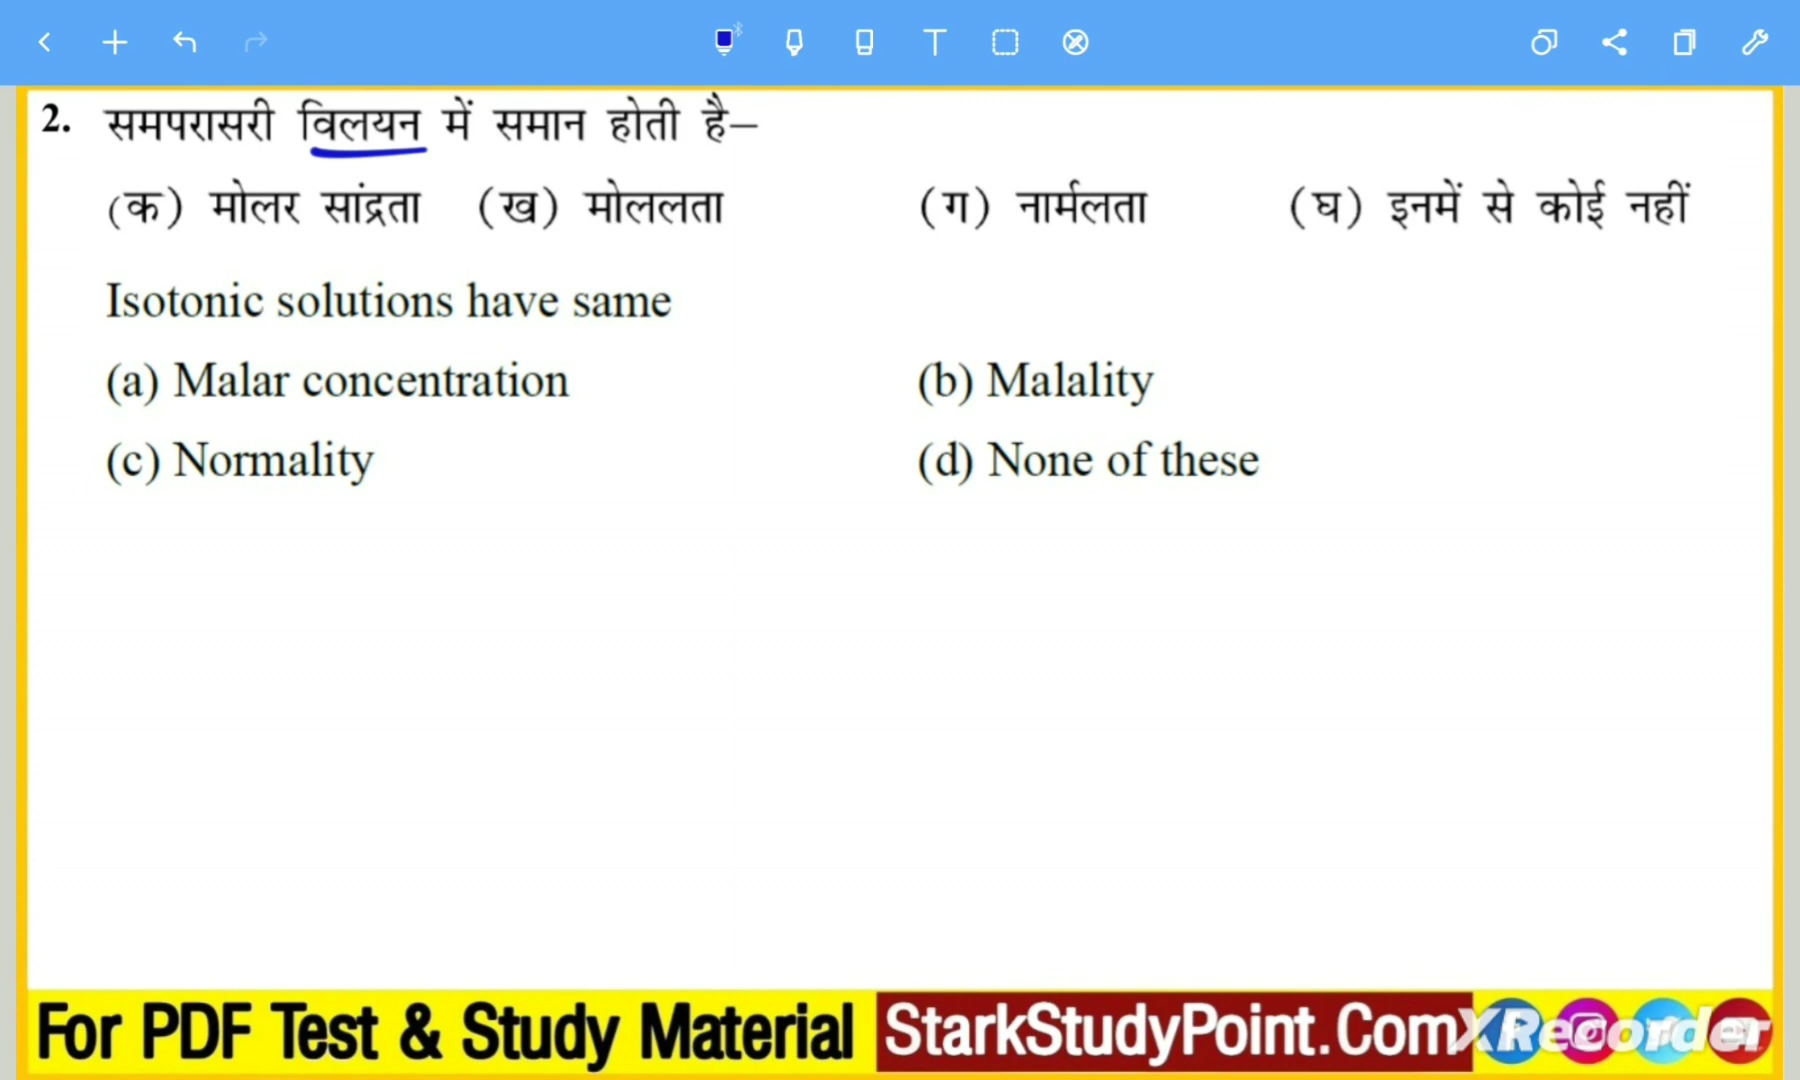 2. समपरासरी विलयन में समान होती है–
(क) मोलर सांद्रता (ख) मोललता (ग) नार्मलता (घ) इनमें से कोई नहीं
Isotonic solutions have same
(a) Malar concentration (b) Malality
(c) Normality (d) None of these
For PDF Test & Study Material StarkStudyPoint.Com XRecorder